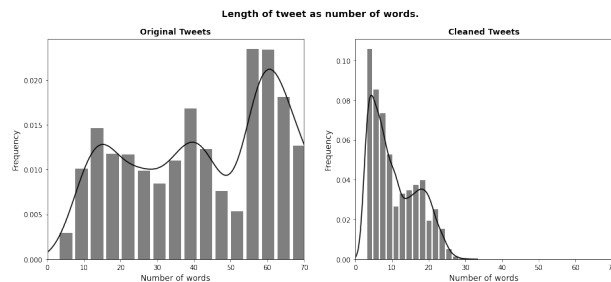 Length of tweet as number of words.
Original Tweets
Cleaned Tweets
Frequency
0.020
0.015
0.010
0.005
0.000
0 10 20 30 40 50 60 70
Number of words
Frequency
0.10
0.08
0.06
0.04
0.02
0.00
0 10 20 30 40 50 60 70
Number of words